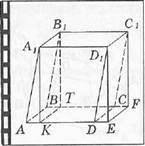 B₁ C₁
A₁ D₁
B T C F
A K D E